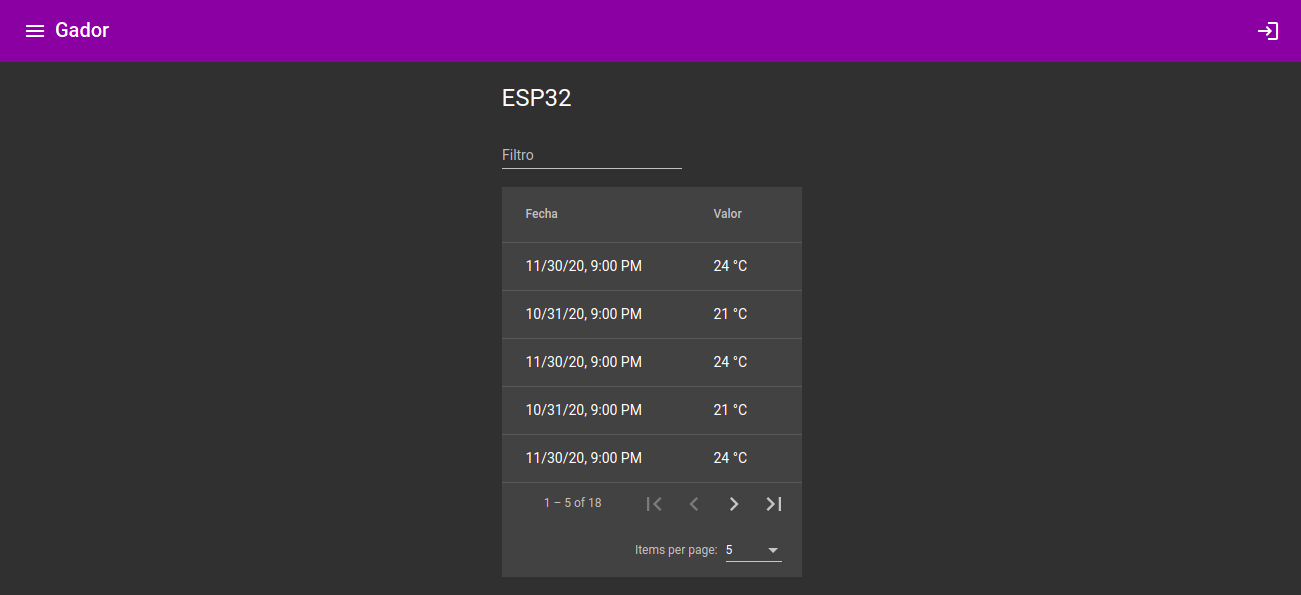 Gador
ESP32
Filtro
Fecha Valor
11/30/20, 9:00 PM 24 °C
10/31/20, 9:00 PM 21 °C
11/30/20, 9:00 PM 24 °C
10/31/20, 9:00 PM 21 °C
11/30/20, 9:00 PM 24 °C
1 – 5 of 18
Items per page: 5